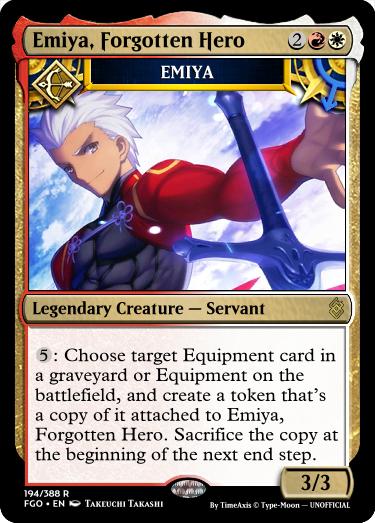 Emiya, Forgotten Hero 2
EMIYA
Legendary Creature — Servant
5: Choose target Equipment card in
a graveyard or Equipment on the
battlefield, and create a token that's
a copy of it attached to Emiya,
Forgotten Hero. Sacrifice the copy at
the beginning of the next end step.
3/3
194/388 R
FGO • EN Takeuchi Takashi
By TimeAxis © Type-Moon — UNOFFICIAL